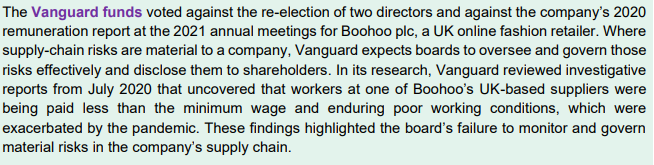 The Vanguard funds voted against the re-election of two directors and against the company’s 2020
remuneration report at the 2021 annual meetings for Boohoo plc, a UK online fashion retailer. Where
supply-chain risks are material to a company, Vanguard expects boards to oversee and govern those
risks effectively and disclose them to shareholders. In its research, Vanguard reviewed investigative
reports from July 2020 that uncovered that workers at one of Boohoo’s UK-based suppliers were
being paid less than the minimum wage and enduring poor working conditions, which were
exacerbated by the pandemic. These findings highlighted the board’s failure to monitor and govern
material risks in the company’s supply chain.